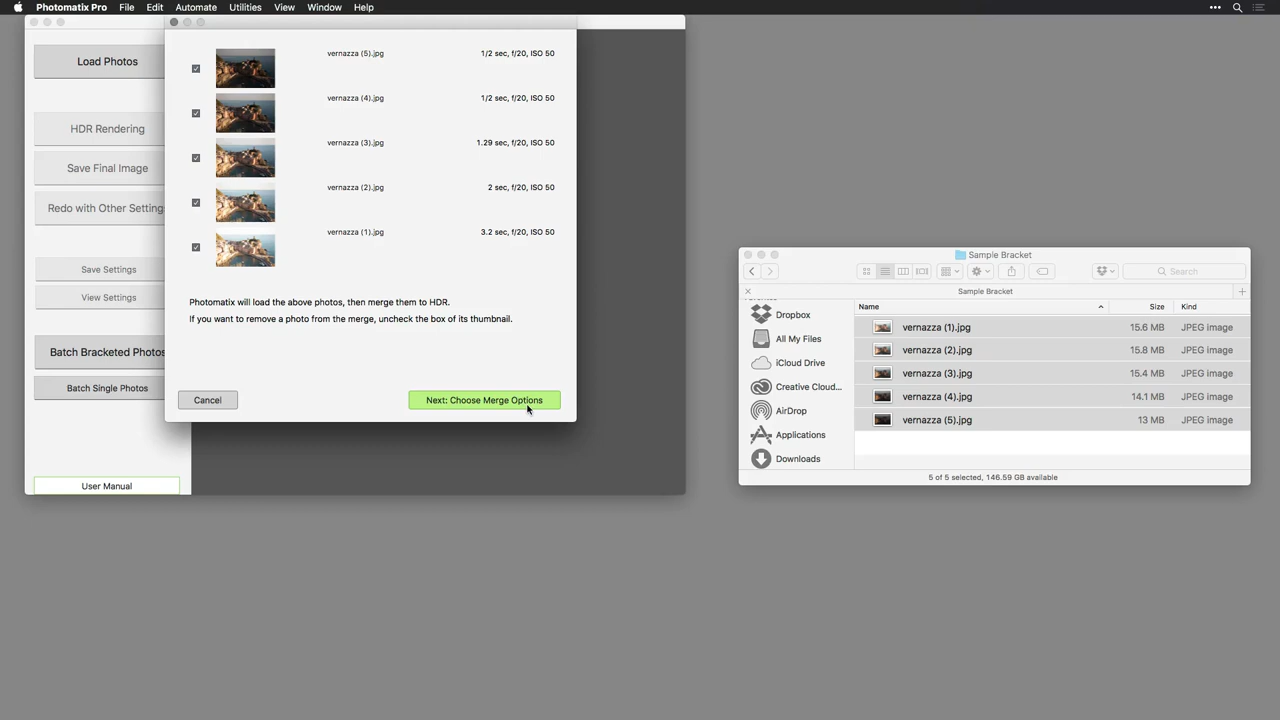 Photomatix Pro File Edit Automate Utilities View Window Help
Load Photos
HDR Rendering
Save Final Image
Redo with Other Settings
Save Settings
View Settings
Batch Bracketed Photos
Batch Single Photos
User Manual
vernazza (5).jpg 1/2 sec, f/20, ISO 50
vernazza (4).jpg 1/2 sec, f/20, ISO 50
vernazza (3).jpg 1.29 sec, f/20, ISO 50
vernazza (2).jpg 2 sec, f/20, ISO 50
vernazza (1).jpg 3.2 sec, f/20, ISO 50
Photomatix will load the above photos, then merge them to HDR.
If you want to remove a photo from the merge, uncheck the box of its thumbnail.
Cancel Next: Choose Merge Options
Sample Bracket
Search
Sample Bracket
Favorites
Dropbox
All My Files
iCloud Drive
Creative Cloud...
AirDrop
Applications
Downloads
Name Size Kind
vernazza (1).jpg 15.6 MB JPEG image
vernazza (2).jpg 15.8 MB JPEG image
vernazza (3).jpg 15.4 MB JPEG image
vernazza (4).jpg 14.1 MB JPEG image
vernazza (5).jpg 13 MB JPEG image
5 of 5 selected, 146.59 GB available